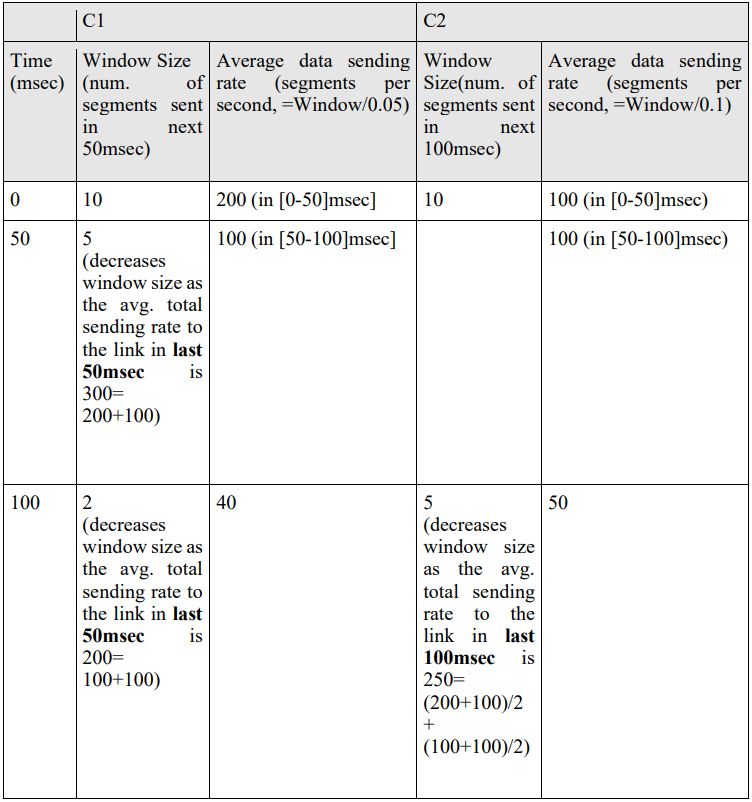 C1
C2
Time
(msec)
Window Size
(num. of
segments sent
in next
50msec)
Average data sending
rate (segments per
second, =Window/0.05)
Window
Size(num. of
segments sent
in next
100msec)
Average data sending
rate (segments per
second, =Window/0.1)
0
10
200 (in [0-50]msec]
10
100 (in [0-50]msec)
50
5
(decreases
window size as
the avg. total
sending rate to
the link in last
50msec is
300=
200+100)
100 (in [50-100]msec]
100 (in [50-100]msec)
100
2
(decreases
window size as
the avg. total
sending rate to
the link in last
50msec is
200=
100+100)
40
5
(decreases
window size
as the avg.
total sending
rate to the
link in last
100msec is
250=
(200+100)/2
+
(100+100)/2)
50